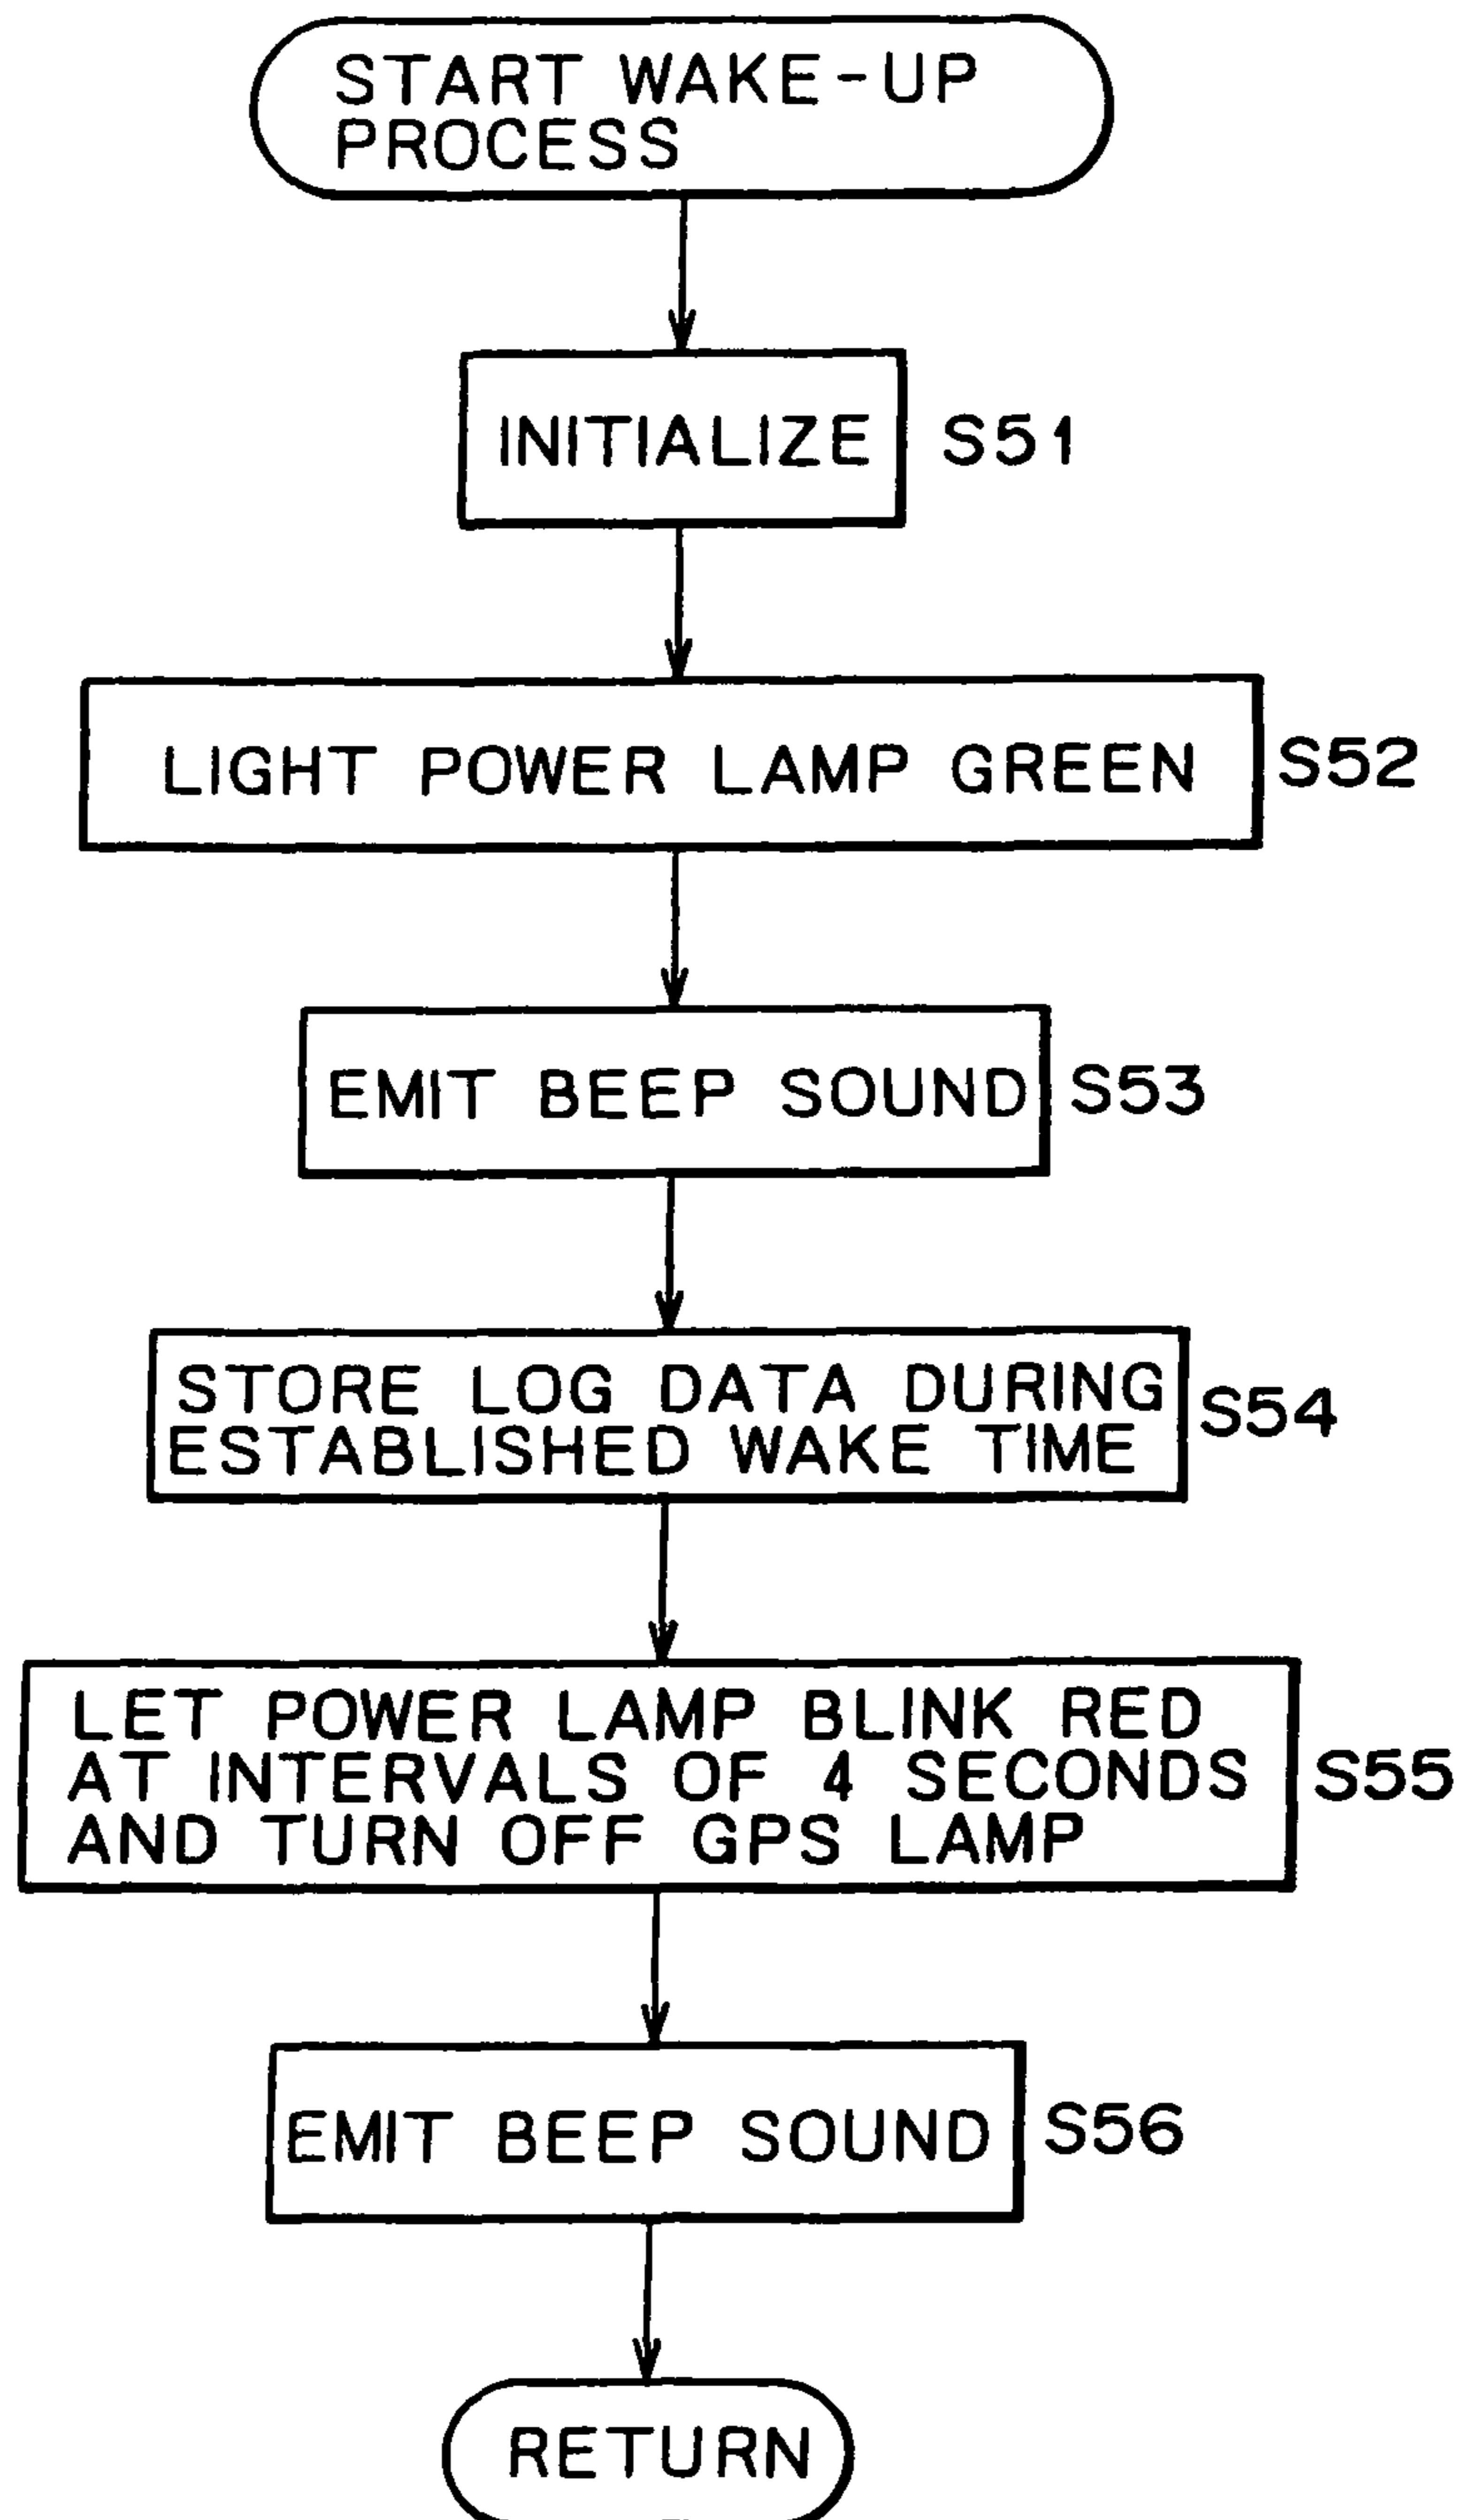 START WAKE-UP
PROCESS
INITIALIZE S51
LIGHT POWER LAMP GREEN S52
EMIT BEEP SOUND S53
STORE LOG DATA DURING
ESTABLISHED WAKE TIME
S54
LET POWER LAMP BLINK RED
AT INTERVALS OF 4 SECONDS
AND TURN OFF GPS LAMP
S55
EMIT BEEP SOUND S56
RETURN